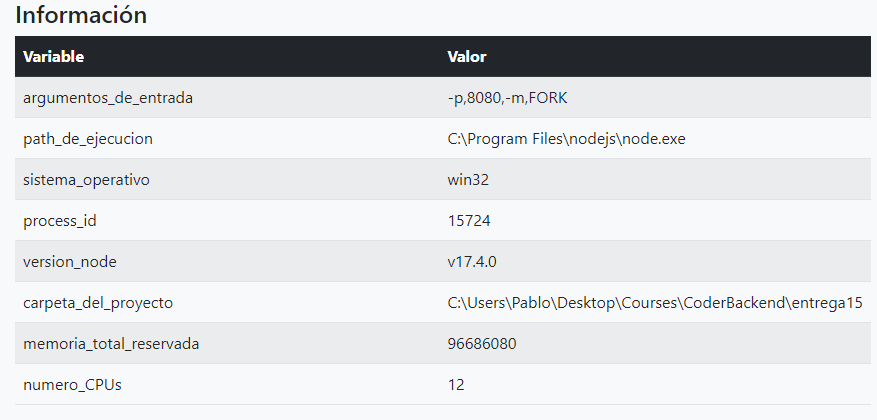 Información
Variable Valor
argumentos_de_entrada -p,8080,-m,FORK
path_de_ejecucion C:\Program Files\nodejs\node.exe
sistema_operativo win32
process_id 15724
version_node v17.4.0
carpeta_del_proyecto C:\Users\Pablo\Desktop\Courses\CoderBackend\entrega15
memoria_total_reservada 96686080
numero_CPUs 12